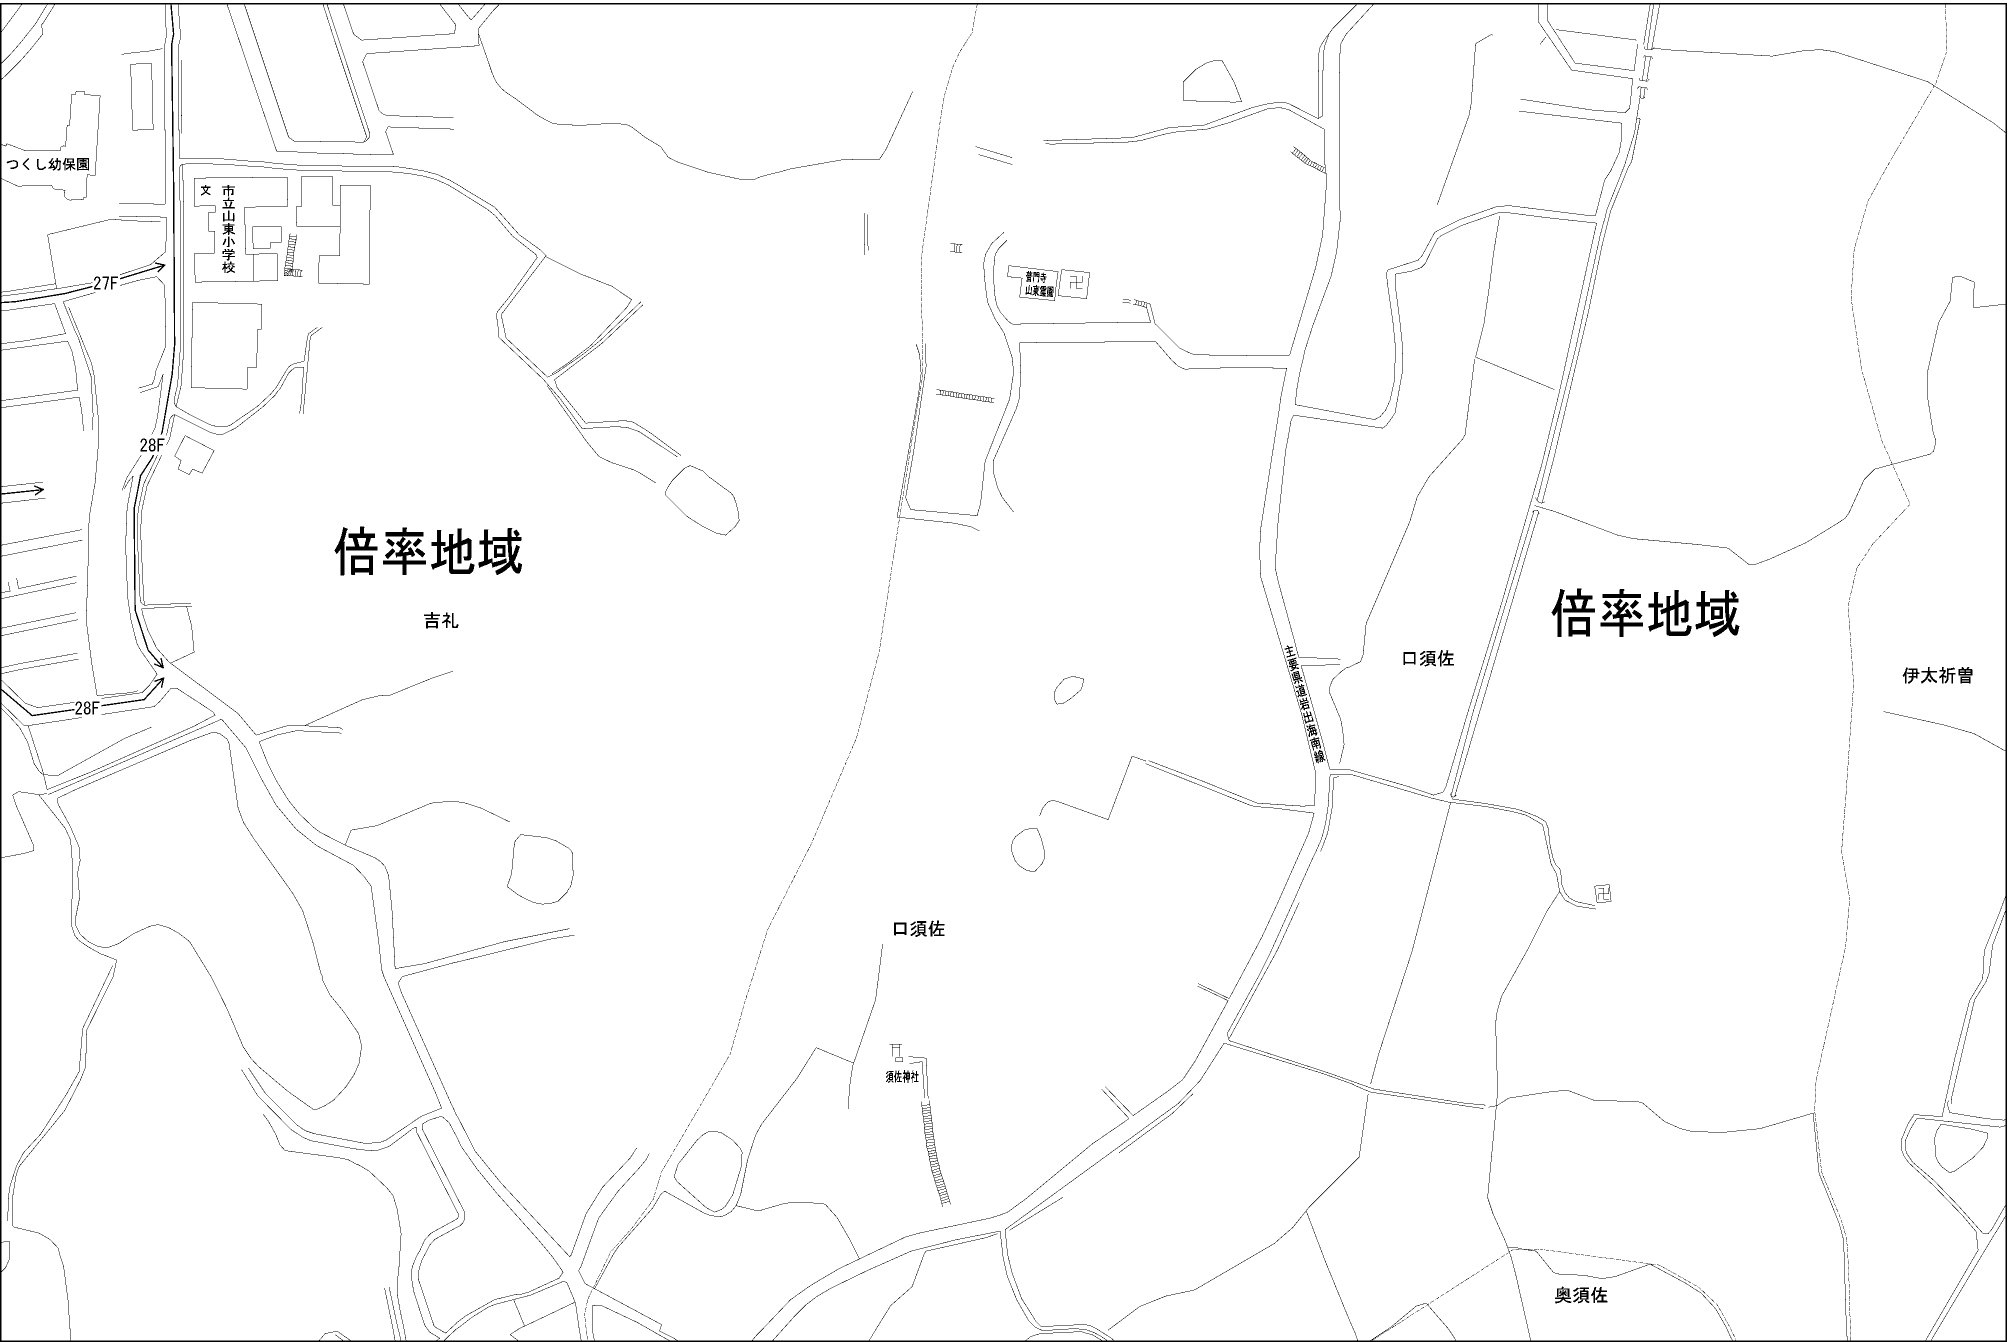 つくし幼保園
文
市立山東小学校
27F
普門寺
山東霊園
卍
28F
倍率地域
吉礼
倍率地域
主要県道岩出海南線
口須佐
伊太祈曽
28F
卍
口須佐
須佐神社
奥須佐